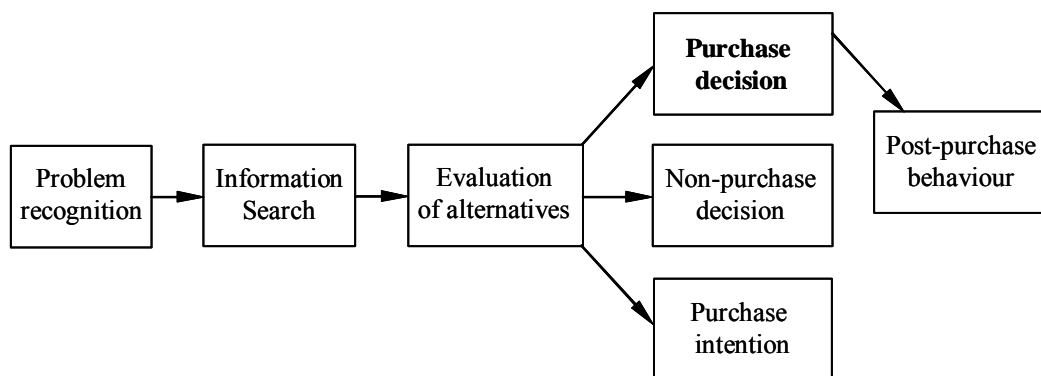 Problem
recognition
Information
Search
Evaluation
of alternatives
Purchase
decision
Non-purchase
decision
Purchase
intention
Post-purchase
behaviour